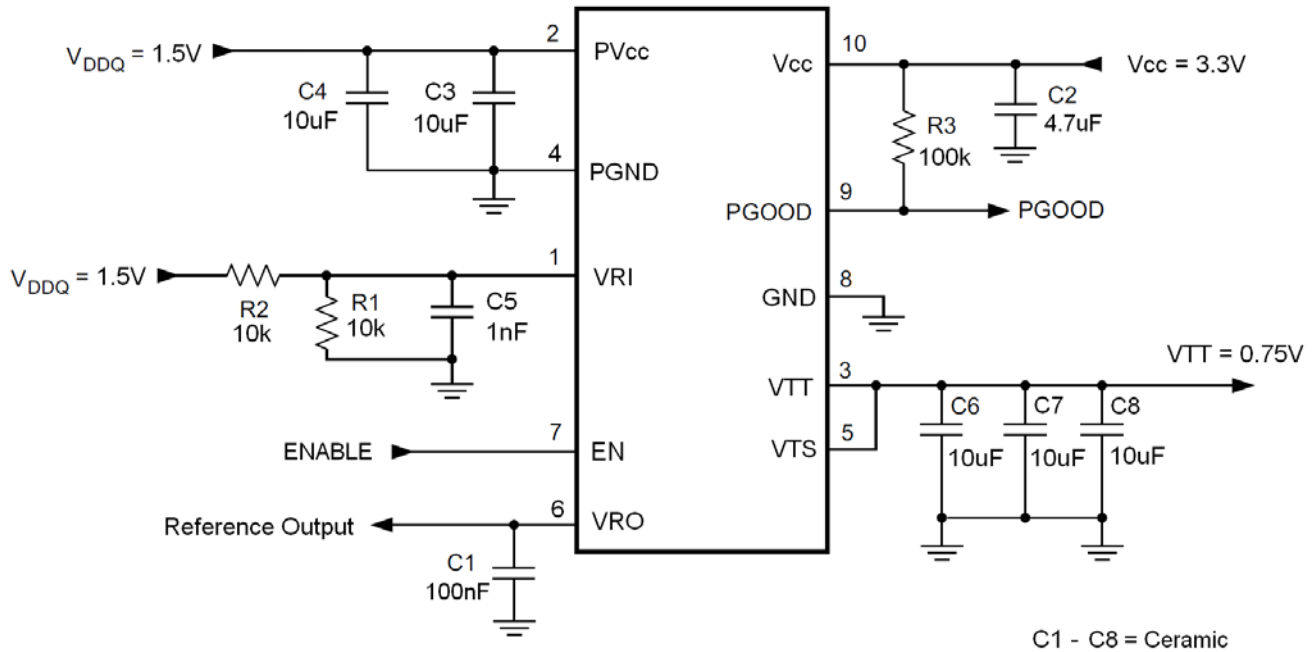 V_DDQ = 1.5V
2
PVcc
C4
10uF
C3
10uF
4
PGND
V_DDQ = 1.5V
1
VRI
R2
10k
R1
10k
C5
1nF
ENABLE
7
EN
Reference Output
6
VRO
C1
100nF
10
Vcc
Vcc = 3.3V
R3
100k
C2
4.7uF
9
PGOOD
PGOOD
8
GND
VTT = 0.75V
3
VTT
5
VTS
C6
10uF
C7
10uF
C8
10uF
C1 - C8 = Ceramic